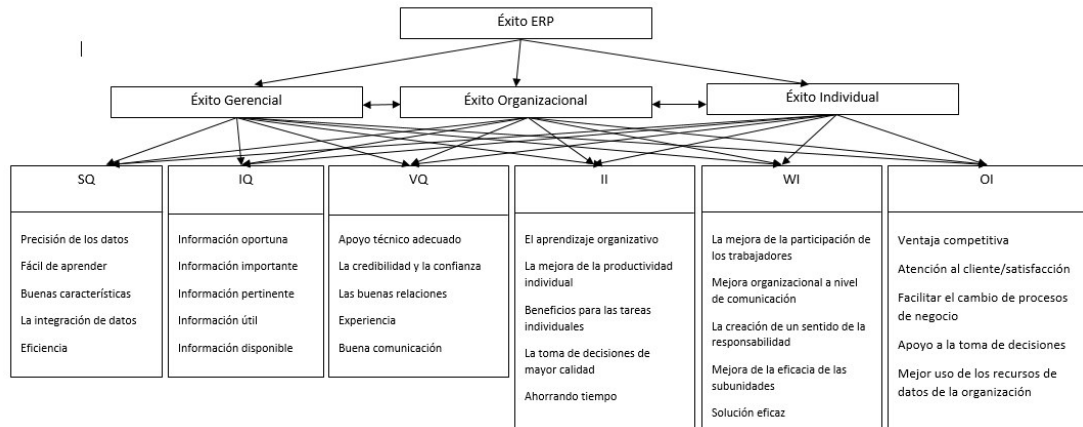 Éxito ERP
Éxito Gerencial
Éxito Organizacional
Éxito Individual
SQ
Precisión de los datos
Fácil de aprender
Buenas características
La integración de datos
Eficiencia
IQ
Información oportuna
Información importante
Información pertinente
Información útil
Información disponible
VQ
Apoyo técnico adecuado
La credibilidad y la confianza
Las buenas relaciones
Experiencia
Buena comunicación
II
El aprendizaje organizativo
La mejora de la productividad
individual
Beneficios para las tareas
individuales
La toma de decisiones de
mayor calidad
Ahorrando tiempo
WI
La mejora de la participación de
los trabajadores
Mejora organizacional a nivel
de comunicación
La creación de un sentido de la
responsabilidad
Mejora de la eficacia de las
subunidades
Solución eficaz
OI
Ventaja competitiva
Atención al cliente/satisfacción
Facilitar el cambio de procesos
de negocio
Apoyo a la toma de decisiones
Mejor uso de los recursos de
datos de la organización